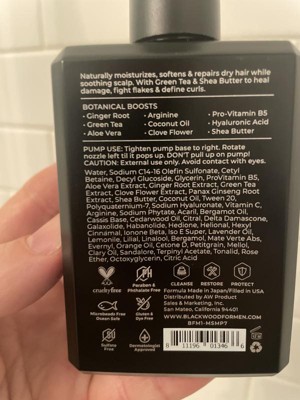 Naturally moisturizes, softens & repairs dry hair while
soothing scalp. With Green Tea & Shea Butter to heal
damage, fight flakes & define curls.
BOTANICAL BOOSTS
• Ginger Root • Arginine • Pro-Vitamin B5
• Green Tea • Coconut Oil • Hyaluronic Acid
• Aloe Vera • Clove Flower • Shea Butter
PUMP USE: Tighten pump base to right. Rotate
nozzle left til it pops up. DON'T pull up on pump!
CAUTION: External use only. Avoid contact with eyes.
Water, Sodium C14-16 Olefin Sulfonate, Cetyl
Betaine, Decyl Glucoside, Glycerin, ProVitamin B5,
Aloe Vera Extract, Ginger Root Extract, Green Tea
Extract, Clove Flower Extract, Panax Ginseng Root
Extract, Shea Butter, Coconut Oil, Tween 20,
Polyquaternium-7, Sodium Hyaluronate, Vitamin C,
Arginine, Sodium Phytate, Acaril, Bergamot Oil,
Cassis Base, Cedarwood Oil, Citral, Delta Damascone,
Galaxolide, Habanolide, Hedione, Helional, Hexyl
Cinnamal, Ionone Beta, Iso E Super, Lavender Oil,
Lemonile, Lilial, Linalool, Bergamol, Mate Verte Abs,
Evernyl, Orange Oil, Cetone D, Petitgrain, Melloj,
Clary Oil, Sandalore, Terpinyl Acetate, Tonalid, Rose
Ether, Octoxyglycerin, Citric Acid
cruelty free
Paraben &
Phthalate Free
CLEANSE RESTORE PROTECT
Formula Made in Japan/Filled in USA
Distributed by AW Product
Sales & Marketing, Inc.
San Mateo, California 94401
WWW.BLACKWOODFORMEN.COM
BFM1-MSHP7
Microbeads Free
Ocean Safe
Gluten &
Dye Free
Sulfate
Free
Dermatologist
Approved
8 11196 01346 6